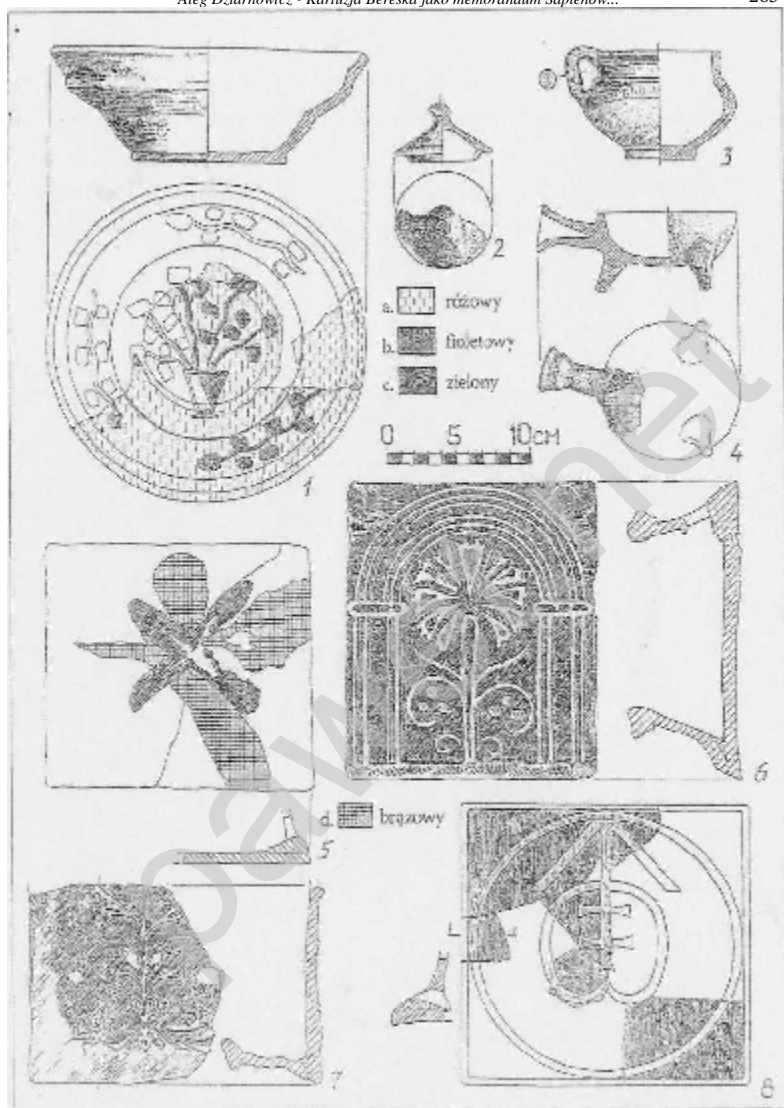 Aleg Dziarnowicz • Kartuzja Bereska jako memorandum Sapiehów...
1
2
3
a. różowy
b. fioletowy
c. zielony
4
0 5 10CM
5
d. brązowy
6
7
8